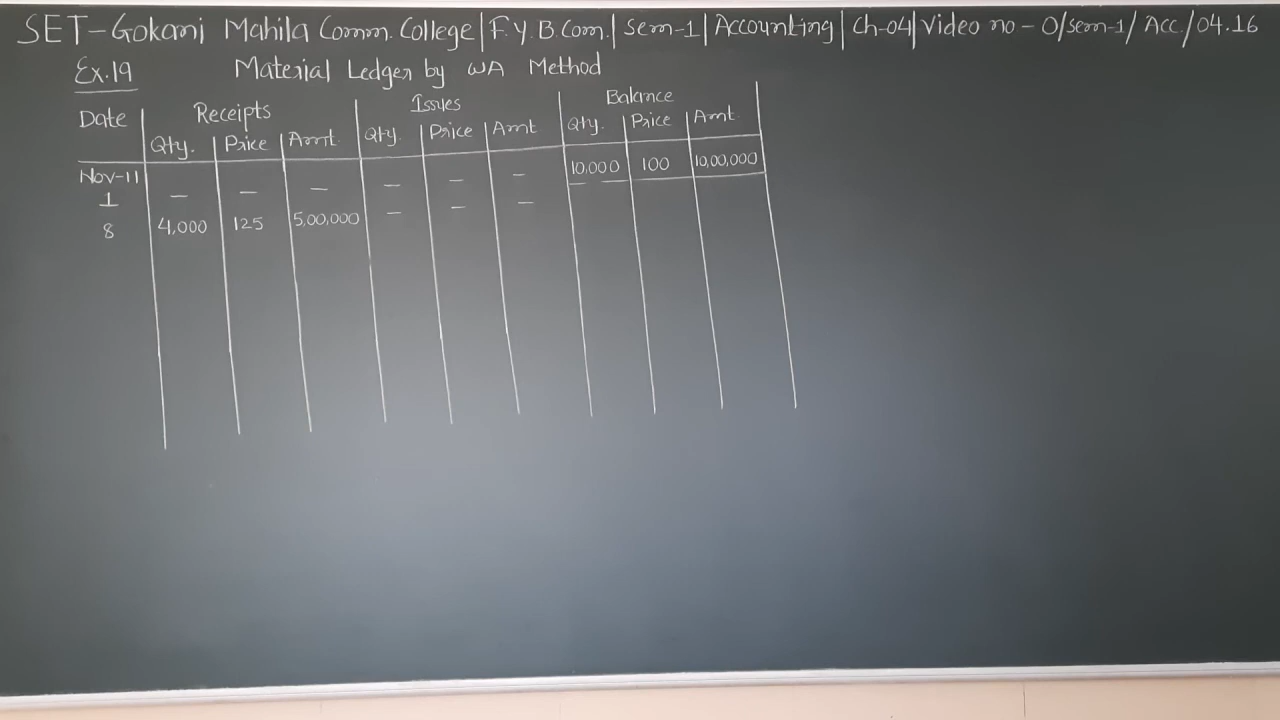 SET-Gokani Mahila Comm. College | F.Y.B.Com. | Sem-1 | Accounting | Ch-04 | Video no - 0/sem-1/ Acc./04.16
Ex.19 Material Ledger by WA Method
Date Receipts Issues Balance
Qty. Price Amt. Qty. Price Amt Qty. Price Amt.
Nov-11
1 — — — — — — 10,000 100 10,00,000
8 4,000 125 5,00,000 — — —